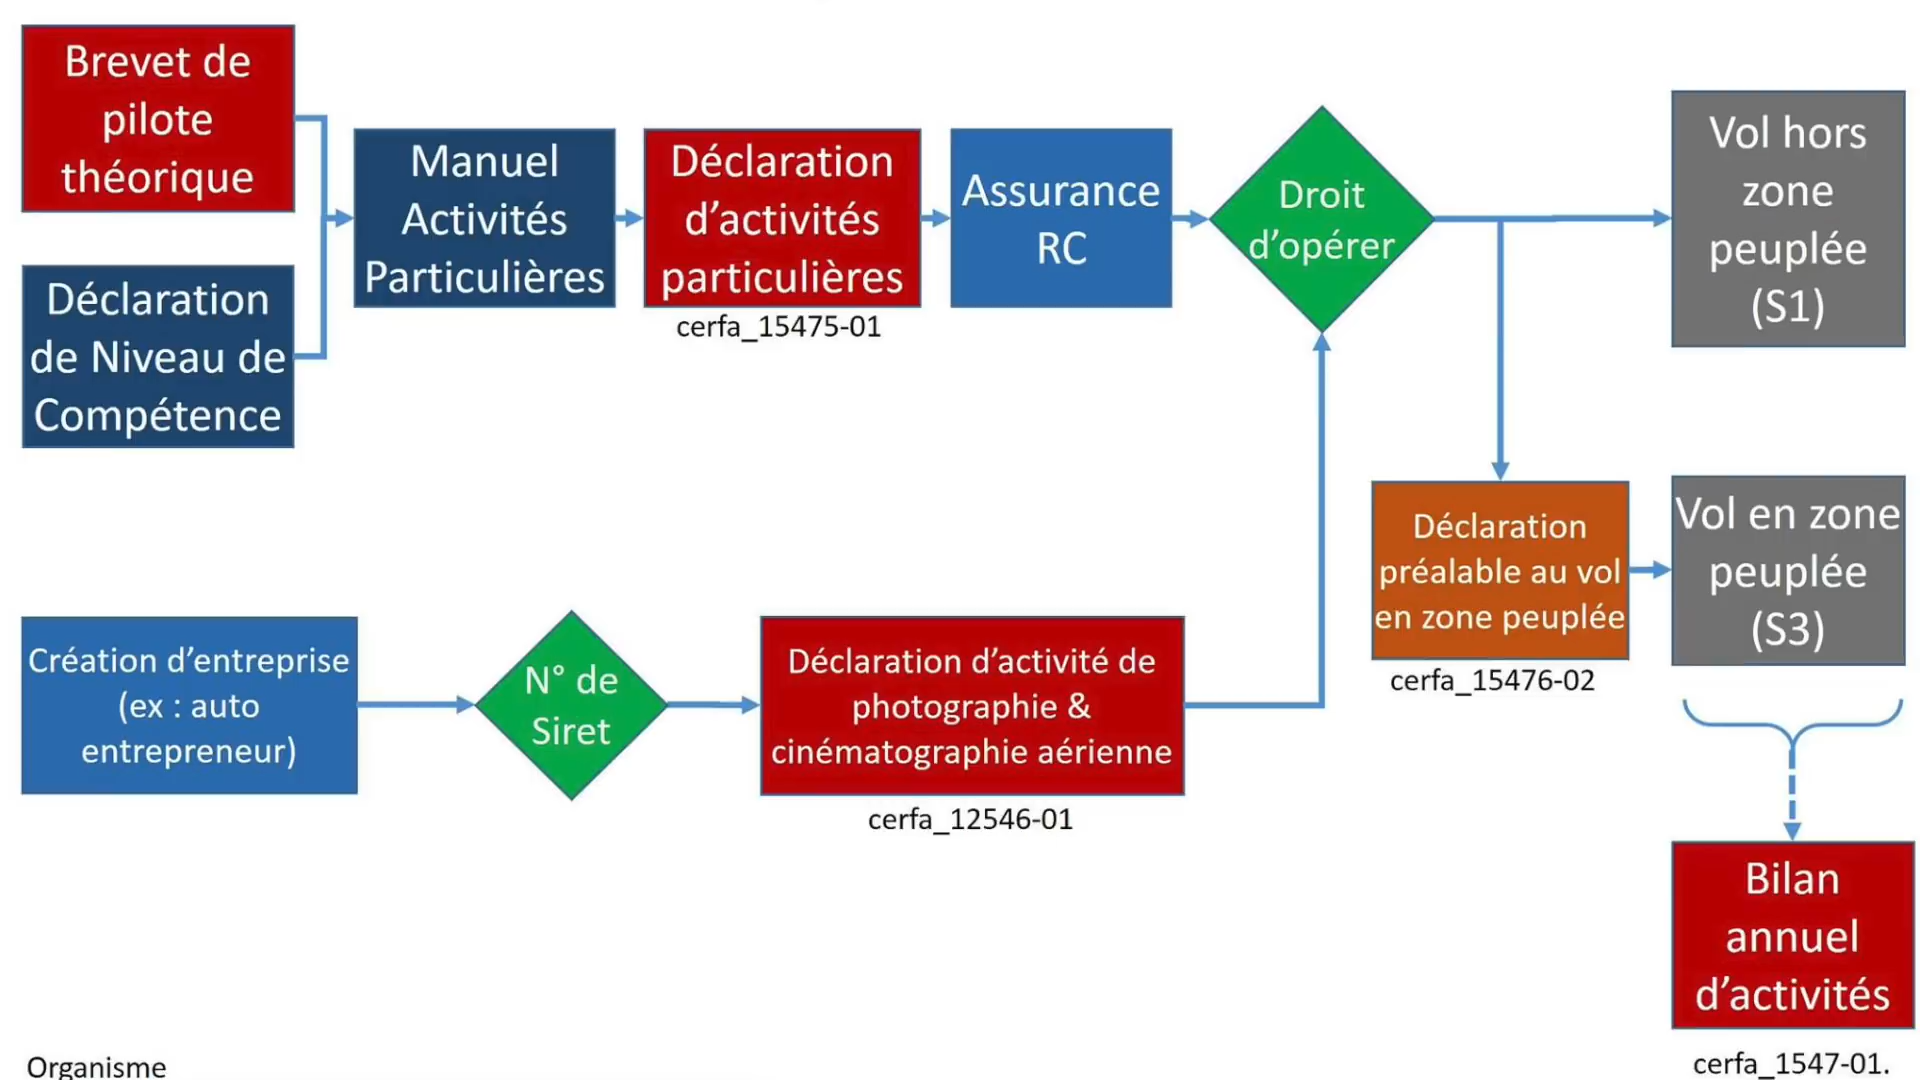 Brevet de
pilote
théorique
Déclaration
de Niveau de
Compétence
Manuel
Activités
Particulières
Déclaration
d’activités
particulières
cerfa_15475-01
Assurance
RC
Droit
d’opérer
Vol hors
zone
peuplée
(S1)
Déclaration
préalable au vol
en zone peuplée
cerfa_15476-02
Vol en zone
peuplée
(S3)
Création d’entreprise
(ex : auto
entrepreneur)
N° de
Siret
Déclaration d’activité de
photographie &
cinématographie aérienne
cerfa_12546-01
Bilan
annuel
d’activités
cerfa_1547-01.
Organisme